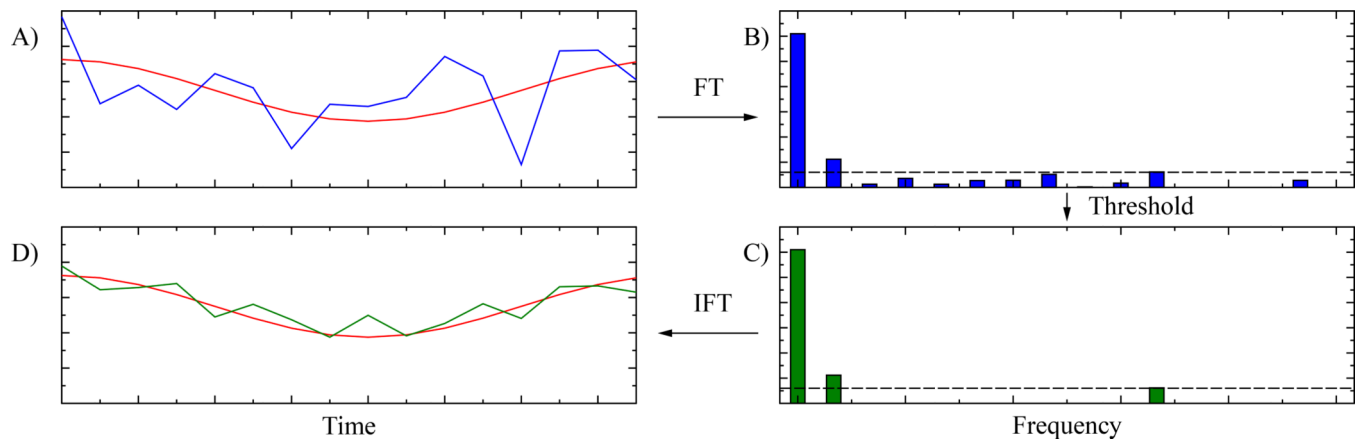 A)
FT
B)
Threshold
D)
IFT
C)
Time
Frequency